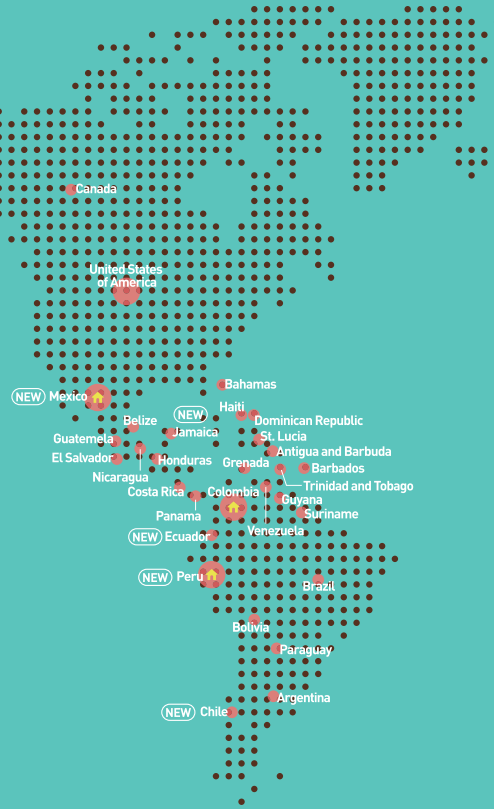 Canada
United States
of America
Bahamas
NEW Mexico
Haiti
NEW
Jamaica
Belize
Dominican Republic
Guatemela
St. Lucia
Antigua and Barbuda
El Salvador
Honduras
Grenada
Barbados
Nicaragua
Trinidad and Tobago
Costa Rica
Colombia
Guyana
Panama
Suriname
Venezuela
NEW Ecuador
NEW Peru
Brazil
Bolivia
Paraguay
Argentina
NEW Chile